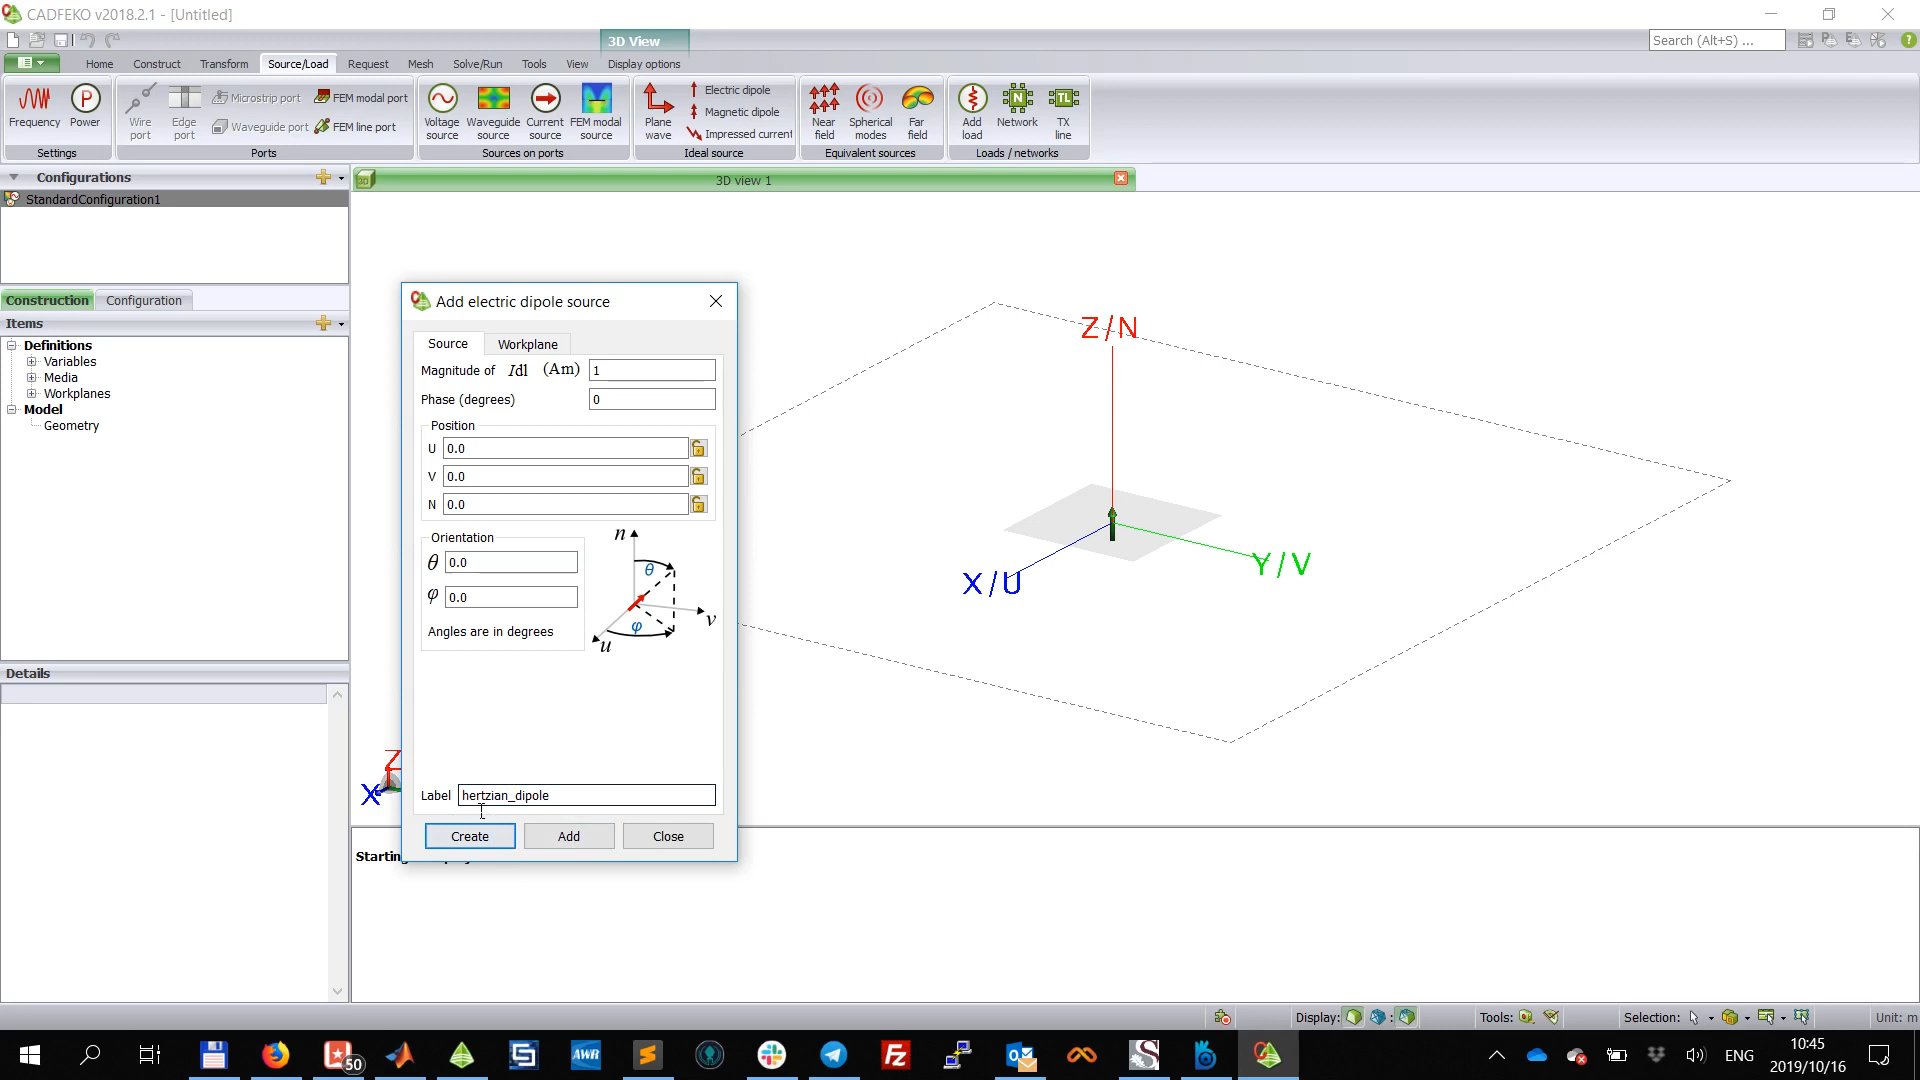 CADFEKO v2018.2.1 - [Untitled]
3D View
Search (Alt+S) ...
Home Construct Transform Source/Load Request Mesh Solve/Run Tools View Display options
Frequency
Power
Settings
Wire port
Edge port
Microstrip port
Waveguide port
FEM modal port
FEM line port
Ports
Voltage source
Waveguide source
Current source
FEM modal source
Sources on ports
Plane wave
Electric dipole
Magnetic dipole
Impressed current
Ideal source
Near field
Spherical modes
Far field
Equivalent sources
Add load
Network
TX line
Loads / networks
Configurations
StandardConfiguration1
3D view 1
Construction Configuration
Items
Definitions
Variables
Media
Workplanes
Model
Geometry
Details
Add electric dipole source
Source Workplane
Magnitude of Idl (Am) 1
Phase (degrees) 0
Position
U 0.0
V 0.0
N 0.0
Orientation
θ 0.0
φ 0.0
Angles are in degrees
n
θ
v
φ
u
Label hertzian_dipole
Create Add Close
Z/N
X/U
Y/V
Z
X
Display: Tools: Selection: Unit: m
50
ENG
10:45
2019/10/16